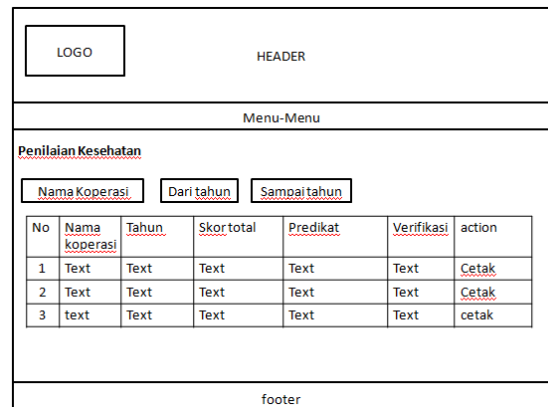 LOGO
HEADER
Menu-Menu
Penilaian Kesehatan
Nama Koperasi Dari tahun Sampai tahun
No Nama koperasi Tahun Skor total Predikat Verifikasi action
1 Text Text Text Text Text Cetak
2 Text Text Text Text Text Cetak
3 text Text Text Text Text cetak
footer